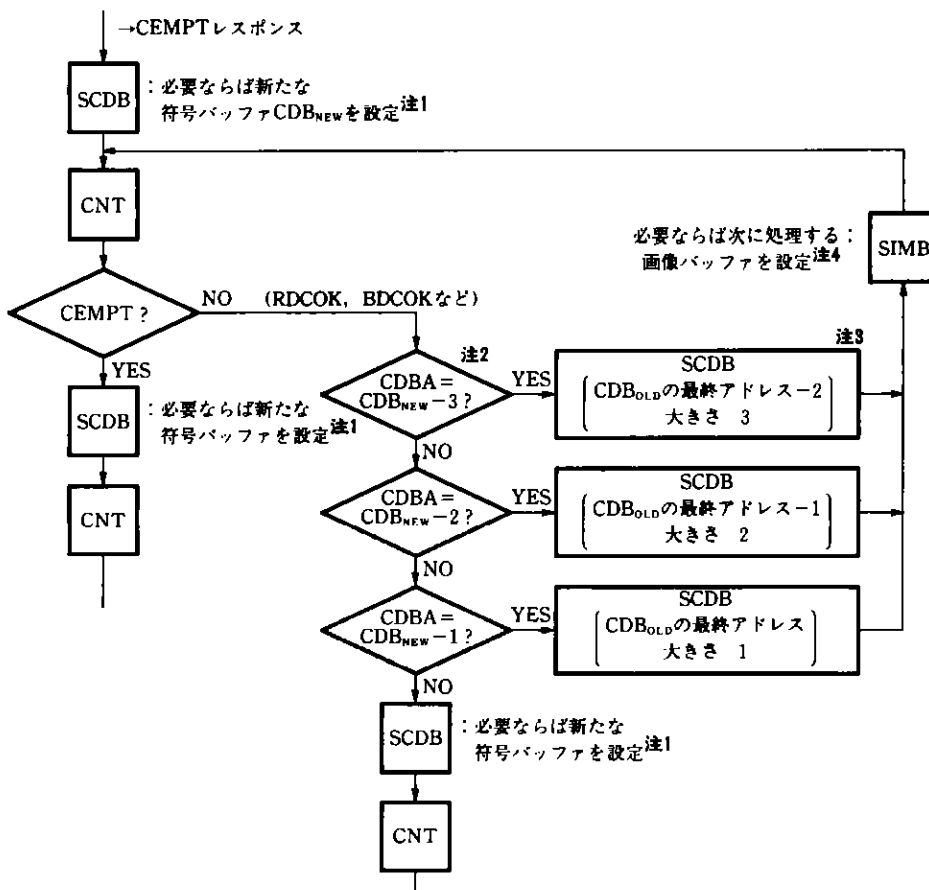 →CEMPTレスポンス
SCDB
：必要ならば新たな
符号バッファCDBNEWを設定注1
CNT
必要ならば次に処理する：
画像バッファを設定注4
SIMB
CEMPT？
NO （RDCOK，BDCOKなど）
YES
SCDB
：必要ならば新たな
符号バッファを設定注1
CNT
注2
CDBA＝
CDBNEW−3？
YES
注3
SCDB
CDBOLDの最終アドレス−2
大きさ 3
NO
CDBA＝
CDBNEW−2？
YES
SCDB
CDBOLDの最終アドレス−1
大きさ 2
NO
CDBA＝
CDBNEW−1？
YES
SCDB
CDBOLDの最終アドレス
大きさ 1
NO
SCDB
：必要ならば新たな
符号バッファを設定注1
CNT